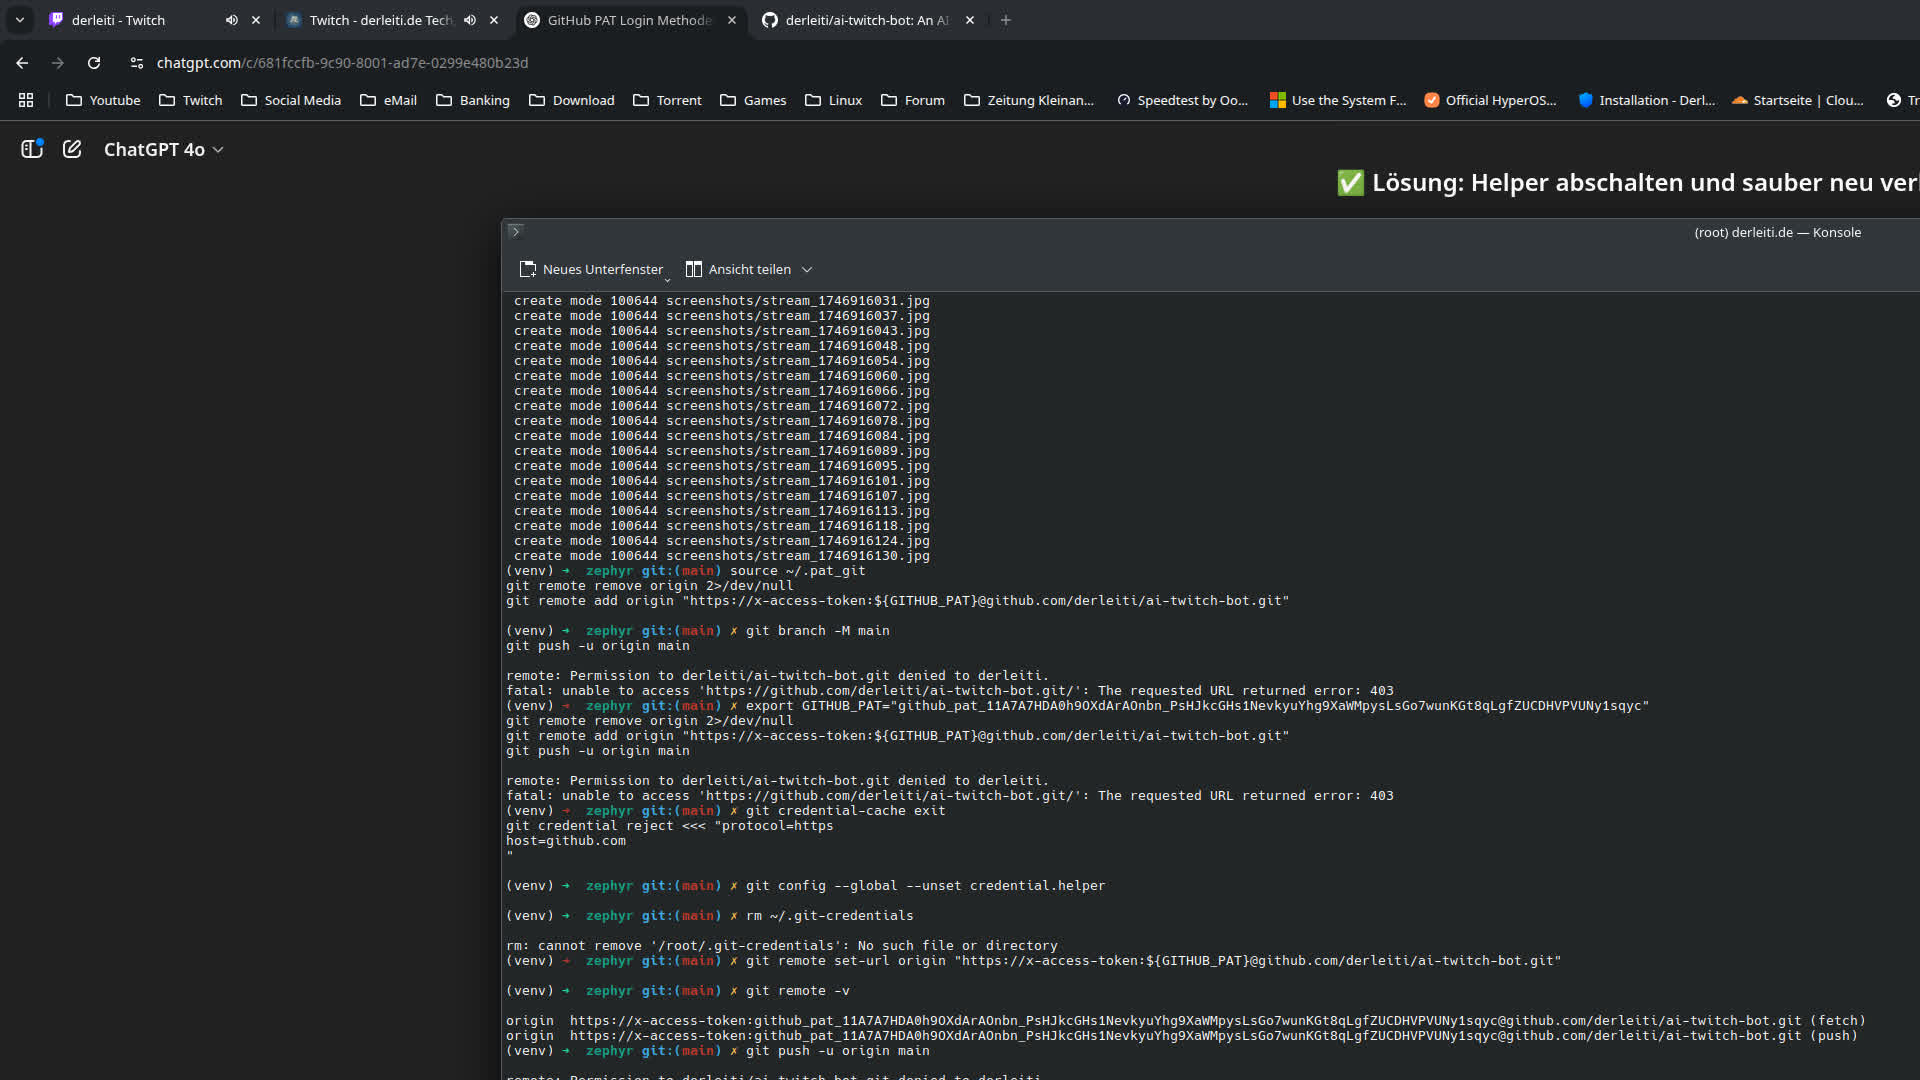 derleiti - Twitch
Twitch - derleiti.de Tech
GitHub PAT Login Methode
derleiti/ai-twitch-bot: An AI
chatgpt.com/c/681fccfb-9c90-8001-ad7e-0299e480b23d
Youtube Twitch Social Media eMail Banking Download Torrent Games Linux Forum Zeitung Kleinan... Speedtest by Oo... Use the System F... Official HyperOS... Installation - Derl... Startseite | Clou... Tr
ChatGPT 4o
✅ Lösung: Helper abschalten und sauber neu ver
(root) derleiti.de — Konsole
Neues Unterfenster Ansicht teilen
create mode 100644 screenshots/stream_1746916031.jpg
create mode 100644 screenshots/stream_1746916037.jpg
create mode 100644 screenshots/stream_1746916043.jpg
create mode 100644 screenshots/stream_1746916048.jpg
create mode 100644 screenshots/stream_1746916054.jpg
create mode 100644 screenshots/stream_1746916060.jpg
create mode 100644 screenshots/stream_1746916066.jpg
create mode 100644 screenshots/stream_1746916072.jpg
create mode 100644 screenshots/stream_1746916078.jpg
create mode 100644 screenshots/stream_1746916084.jpg
create mode 100644 screenshots/stream_1746916089.jpg
create mode 100644 screenshots/stream_1746916095.jpg
create mode 100644 screenshots/stream_1746916101.jpg
create mode 100644 screenshots/stream_1746916107.jpg
create mode 100644 screenshots/stream_1746916113.jpg
create mode 100644 screenshots/stream_1746916118.jpg
create mode 100644 screenshots/stream_1746916124.jpg
create mode 100644 screenshots/stream_1746916130.jpg
(venv) ➜ zephyr git:(main) source ~/.pat_git
git remote remove origin 2>/dev/null
git remote add origin "https://x-access-token:${GITHUB_PAT}@github.com/derleiti/ai-twitch-bot.git"
(venv) ➜ zephyr git:(main) ✗ git branch -M main
git push -u origin main
remote: Permission to derleiti/ai-twitch-bot.git denied to derleiti.
fatal: unable to access 'https://github.com/derleiti/ai-twitch-bot.git/': The requested URL returned error: 403
(venv) ➜ zephyr git:(main) ✗ export GITHUB_PAT=
git remote remove origin 2>/dev/null
git remote add origin "https://x-access-token:${GITHUB_PAT}@github.com/derleiti/ai-twitch-bot.git"
git push -u origin main
remote: Permission to derleiti/ai-twitch-bot.git denied to derleiti.
fatal: unable to access 'https://github.com/derleiti/ai-twitch-bot.git/': The requested URL returned error: 403
(venv) ➜ zephyr git:(main) ✗ git credential-cache exit
git credential reject <<< "protocol=https
host=github.com
"
(venv) ➜ zephyr git:(main) ✗ git config --global --unset credential.helper
(venv) ➜ zephyr git:(main) ✗ rm ~/.git-credentials
rm: cannot remove '/root/.git-credentials': No such file or directory
(venv) ➜ zephyr git:(main) ✗ git remote set-url origin "https://x-access-token:${GITHUB_PAT}@github.com/derleiti/ai-twitch-bot.git"
(venv) ➜ zephyr git:(main) ✗ git remote -v
origin https://x-access-token:@github.com/derleiti/ai-twitch-bot.git (fetch)
origin https://x-access-token:@github.com/derleiti/ai-twitch-bot.git (push)
(venv) ➜ zephyr git:(main) ✗ git push -u origin main
remote: Permission to derleiti/ai-twitch-bot.git denied to derleiti.